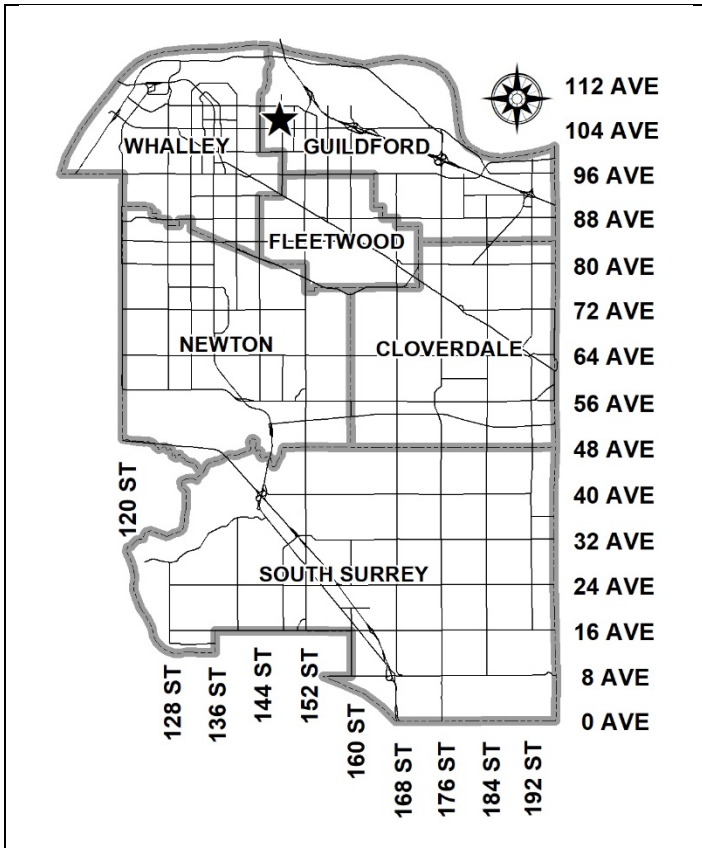 112 AVE
104 AVE
WHALLEY
GUILDFORD
96 AVE
88 AVE
FLEETWOOD
80 AVE
72 AVE
NEWTON
CLOVERDALE
64 AVE
56 AVE
48 AVE
120 ST
40 AVE
32 AVE
SOUTH SURREY
24 AVE
16 AVE
8 AVE
0 AVE
128 ST
136 ST
144 ST
152 ST
160 ST
168 ST
176 ST
184 ST
192 ST